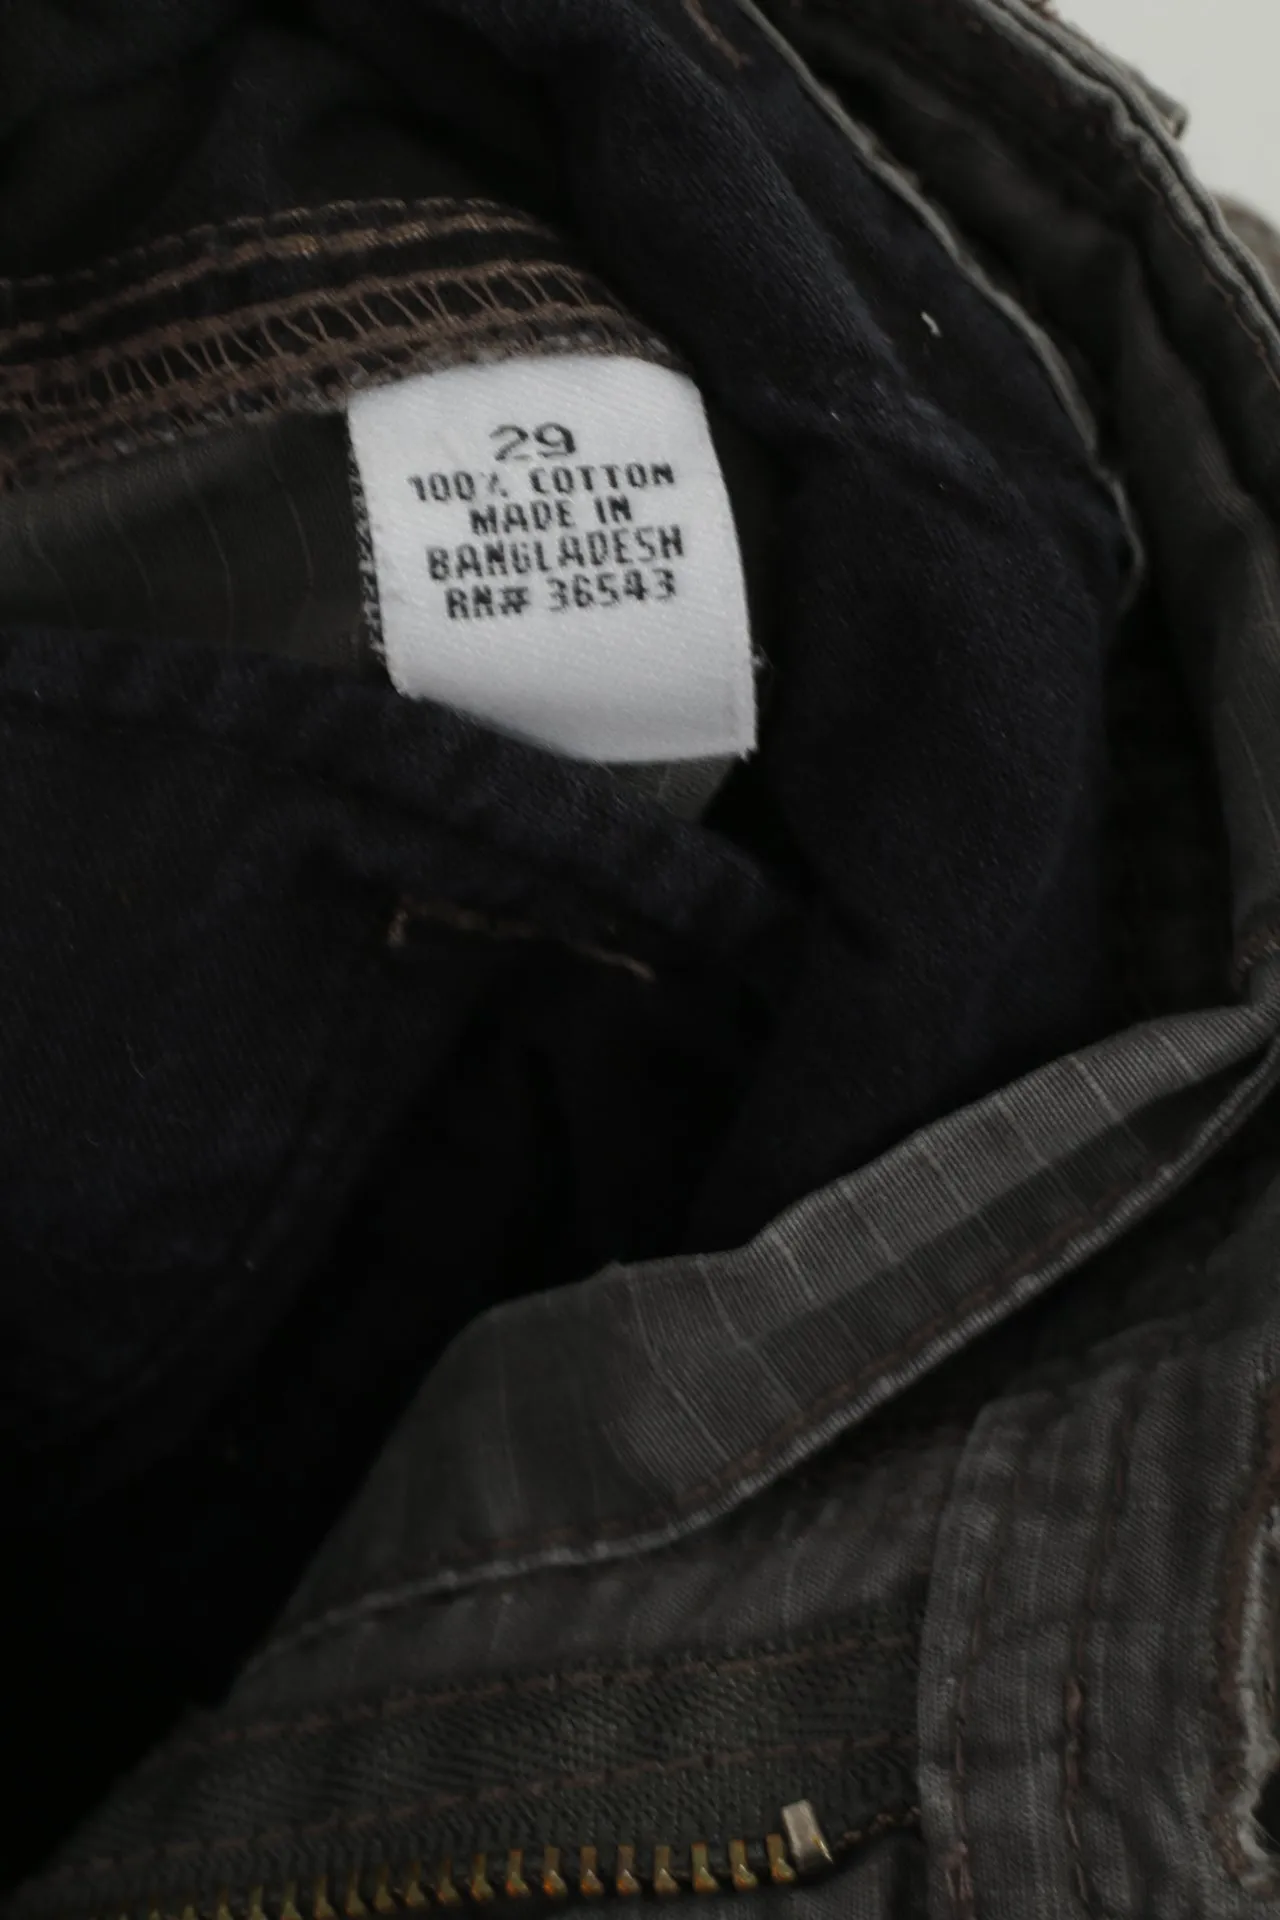 29
100% COTTON
MADE IN
BANGLADESH
RN# 36543